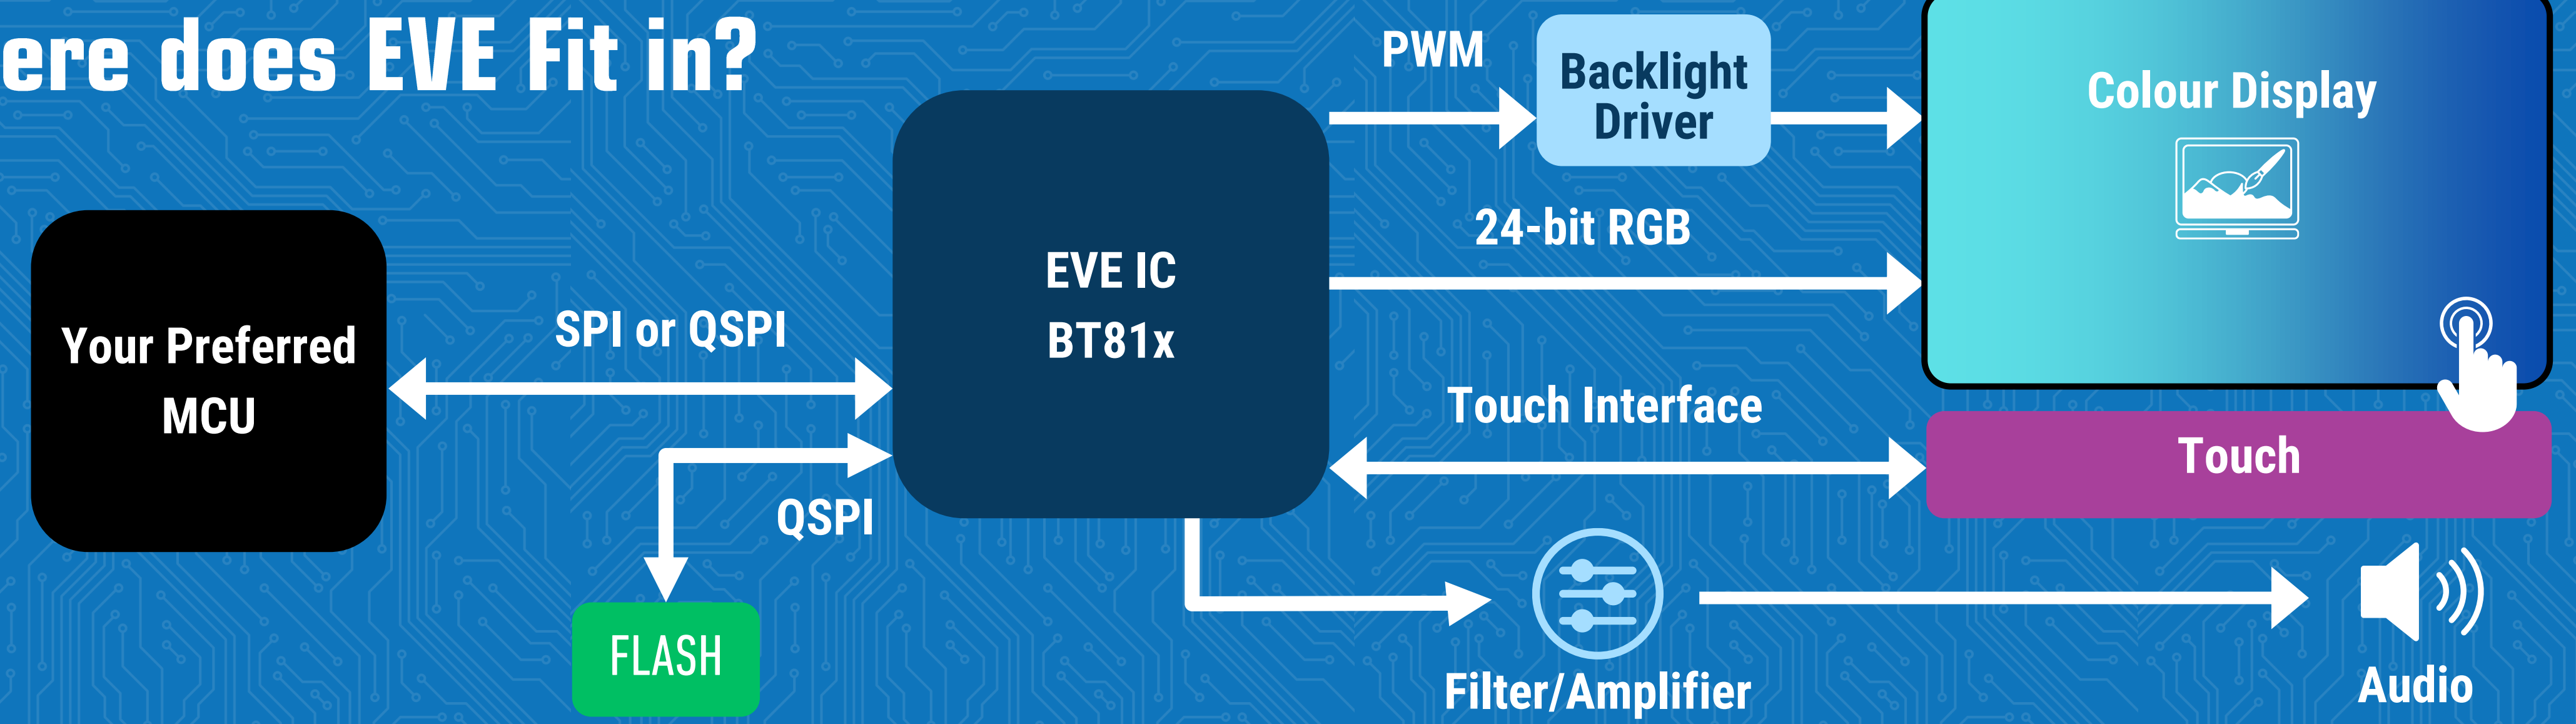 ere does EVE Fit in?
PWM
Backlight
Driver
Colour Display
24-bit RGB
EVE IC
BT81x
Your Preferred
MCU
SPI or QSPI
Touch Interface
Touch
QSPI
FLASH
Filter/Amplifier
Audio